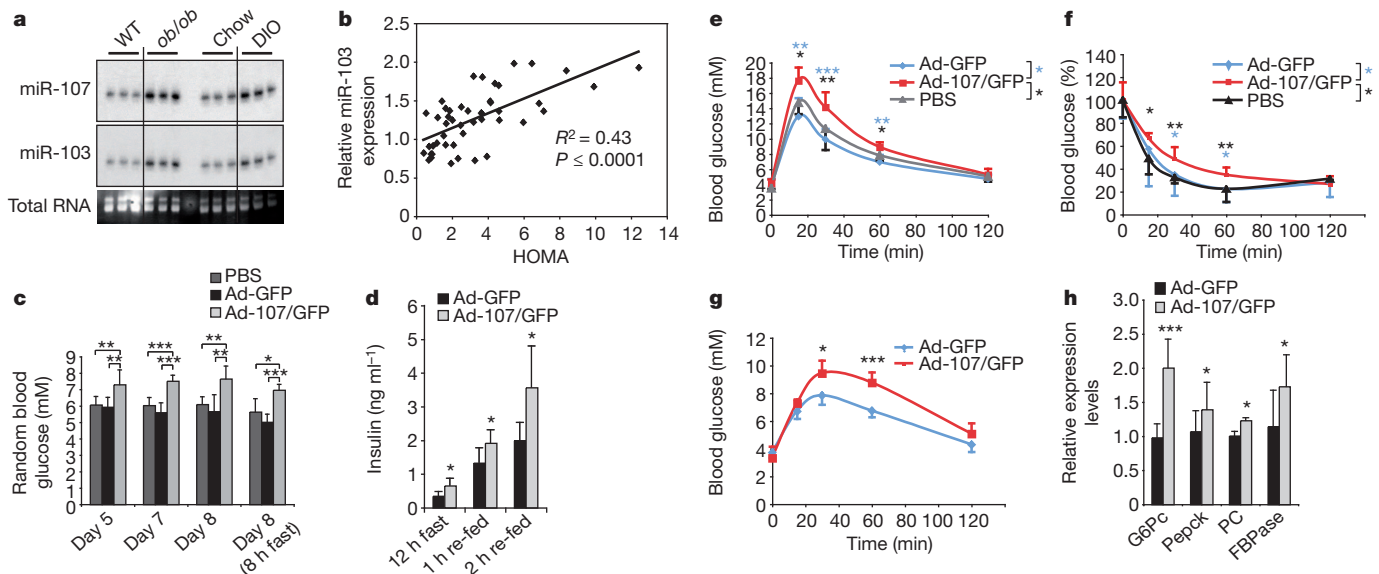 a
WT
ob/ob
Chow
DIO
miR-107
miR-103
Total RNA
b
Relative miR-103
expression
2.5
2.0
1.5
1.0
0.5
0
R² = 0.43
P ≤ 0.0001
0 2 4 6 8 10 12 14
HOMA
c
PBS
Ad-GFP
Ad-107/GFP
Random blood
glucose (mM)
9
8
7
6
5
4
3
2
1
0
** ** *** *** ** ** * ***
Day 5
Day 7
Day 8
Day 8
(8 h fast)
d
Ad-GFP
Ad-107/GFP
Insulin (ng ml⁻¹)
6
5
4
3
2
1
0
* * *
12 h fast
1 h re-fed
2 h re-fed
e
Blood glucose (mM)
20
18
16
14
12
10
8
6
4
2
0
** * *** ** ** *
Ad-GFP
Ad-107/GFP
PBS
*
*
0 20 40 60 80 100 120
Time (min)
f
Blood glucose (%)
140
120
100
80
60
40
20
0
* ** * ** *
Ad-GFP
Ad-107/GFP
PBS
*
*
0 20 40 60 80 100 120
Time (min)
g
Blood glucose (mM)
12
10
8
6
4
2
0
* ***
Ad-GFP
Ad-107/GFP
0 20 40 60 80 100 120
Time (min)
h
Ad-GFP
Ad-107/GFP
Relative expression
levels
3.0
2.5
2.0
1.5
1.0
0.5
0
*** * * *
G6Pc
Pepck
PC
FBPase